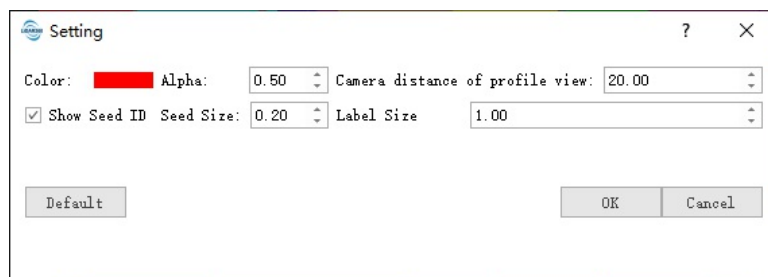 Setting ?
Color: Alpha: 0.50 Camera distance of profile view: 20.00
Show Seed ID Seed Size: 0.20 Label Size 1.00
Default OK Cancel